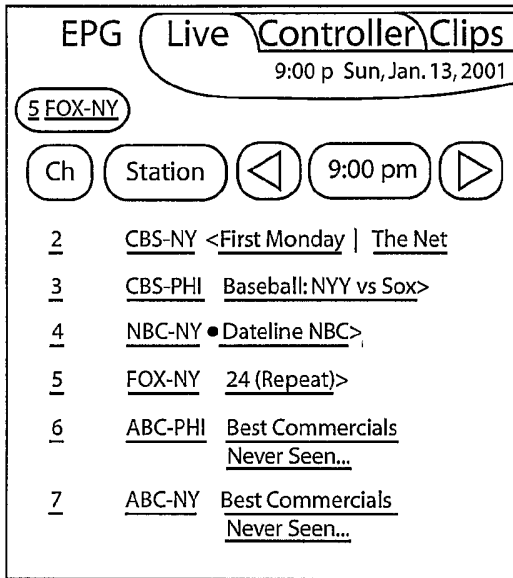 EPG Live Controller Clips
9:00 p Sun, Jan. 13, 2001
5 FOX-NY
Ch Station 9:00 pm
2 CBS-NY <First Monday | The Net
3 CBS-PHI Baseball: NYY vs Sox>
4 NBC-NY •Dateline NBC>
5 FOX-NY 24 (Repeat)>
6 ABC-PHI Best Commercials
Never Seen...
7 ABC-NY Best Commercials
Never Seen...